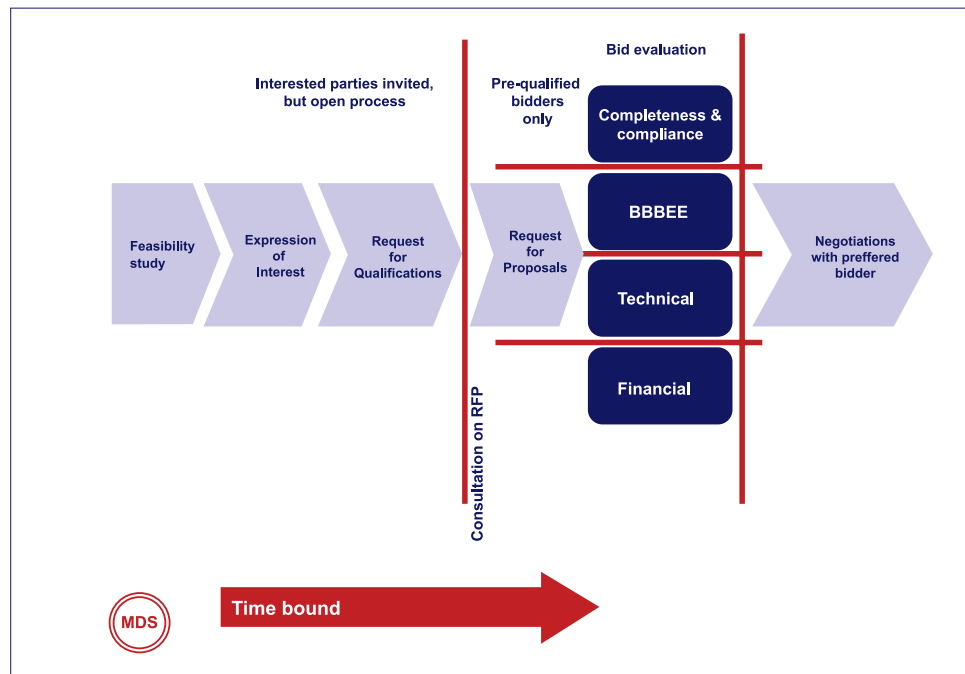 Bid evaluation
Interested parties invited,
but open process
Pre-qualified
bidders
only
Completeness &
compliance
BBBEE
Technical
Financial
Feasibility
study
Expression
of
Interest
Request
for
Qualifications
Consultation on RFP
Request
for
Proposals
Negotiations
with preffered
bidder
MDS
Time bound